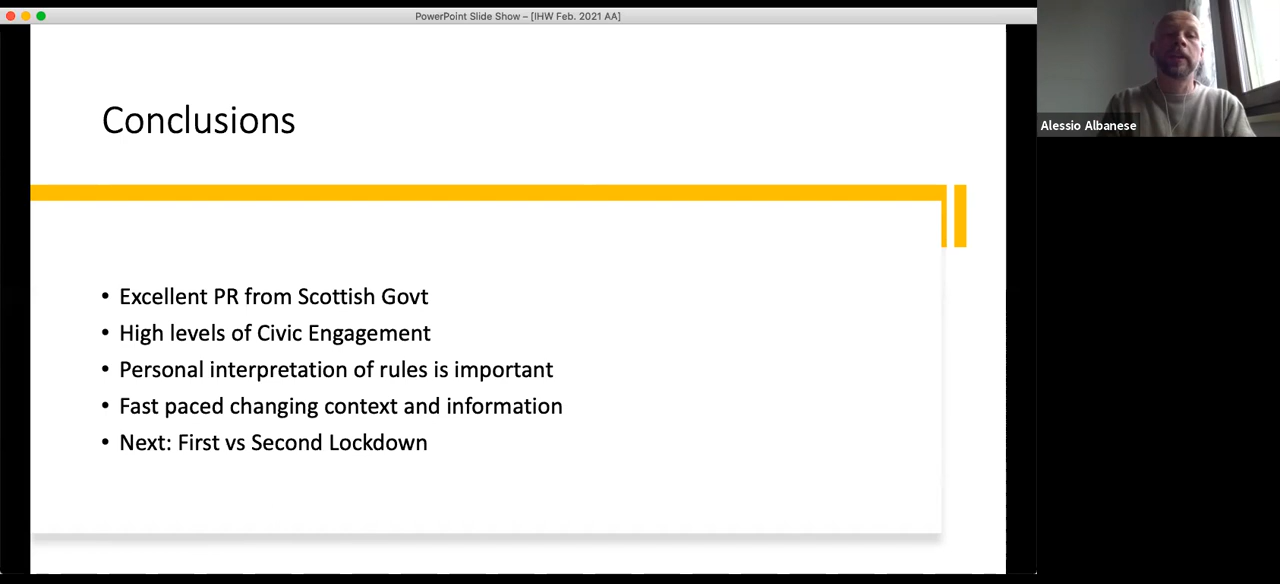 PowerPoint Slide Show – [IHW Feb. 2021 AA]
Conclusions
• Excellent PR from Scottish Govt
• High levels of Civic Engagement
• Personal interpretation of rules is important
• Fast paced changing context and information
• Next: First vs Second Lockdown
Alessio Albanese